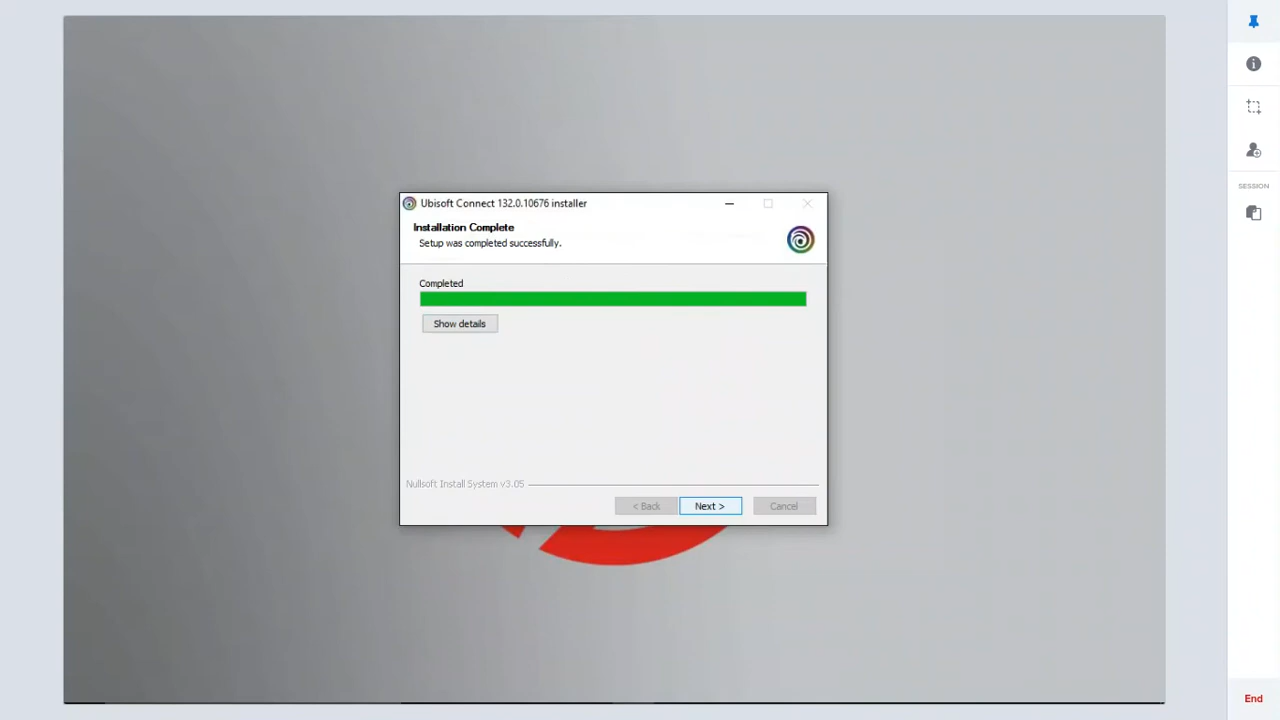 Ubisoft Connect 132.0.10676 installer
Installation Complete
Setup was completed successfully.
Completed
Show details
Nullsoft Install System v3.05
< Back
Next >
Cancel
SESSION
End